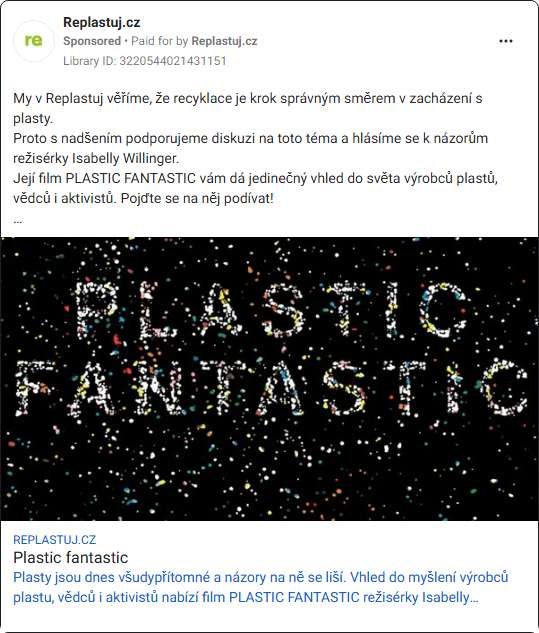 re
Replastuj.cz
Sponsored • Paid for by Replastuj.cz
Library ID: 3220544021431151
My v Replastuj věříme, že recyklace je krok správným směrem v zacházení s
plasty.
Proto s nadšením podporujeme diskuzi na toto téma a hlásíme se k názorům
režisérky Isabelly Willinger.
Její film PLASTIC FANTASTIC vám dá jedinečný vhled do světa výrobců plastů,
vědců i aktivistů. Pojďte se na něj podívat!
...
PLASTIC
FANTASTIC
REPLASTUJ.CZ
Plastic fantastic
Plasty jsou dnes všudypřítomné a názory na ně se liší. Vhled do myšlení výrobců
plastu, vědců i aktivistů nabízí film PLASTIC FANTASTIC režisérky Isabelly...